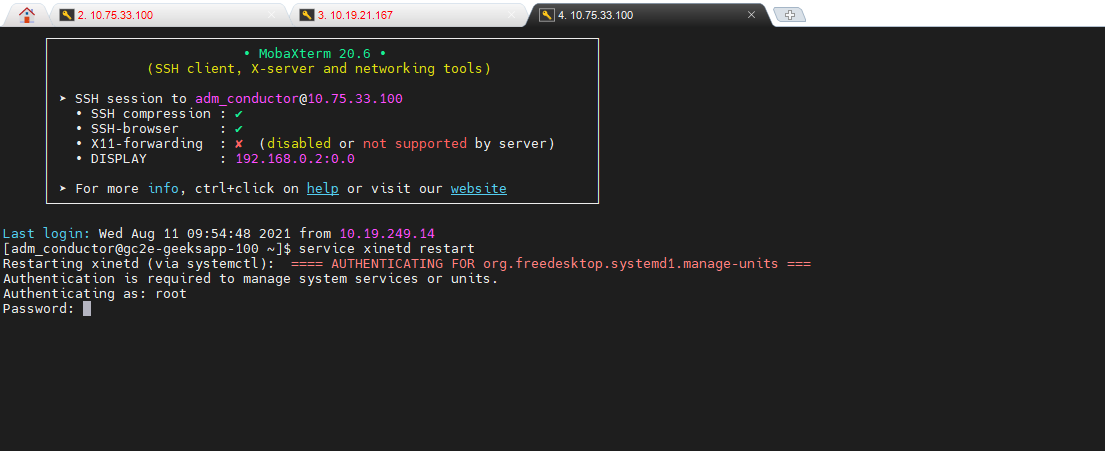 2. 10.75.33.100
3. 10.19.21.167
4. 10.75.33.100
• MobaXterm 20.6 •
(SSH client, X-server and networking tools)
➤ SSH session to adm_conductor@10.75.33.100
• SSH compression : ✔
• SSH-browser     : ✔
• X11-forwarding  : ✘  (disabled or not supported by server)
• DISPLAY         : 192.168.0.2:0.0
➤ For more info, ctrl+click on help or visit our website
Last login: Wed Aug 11 09:54:48 2021 from 10.19.249.14
[adm_conductor@gc2e-geeksapp-100 ~]$ service xinetd restart
Restarting xinetd (via systemctl):  ==== AUTHENTICATING FOR org.freedesktop.systemd1.manage-units ===
Authentication is required to manage system services or units.
Authenticating as: root
Password: